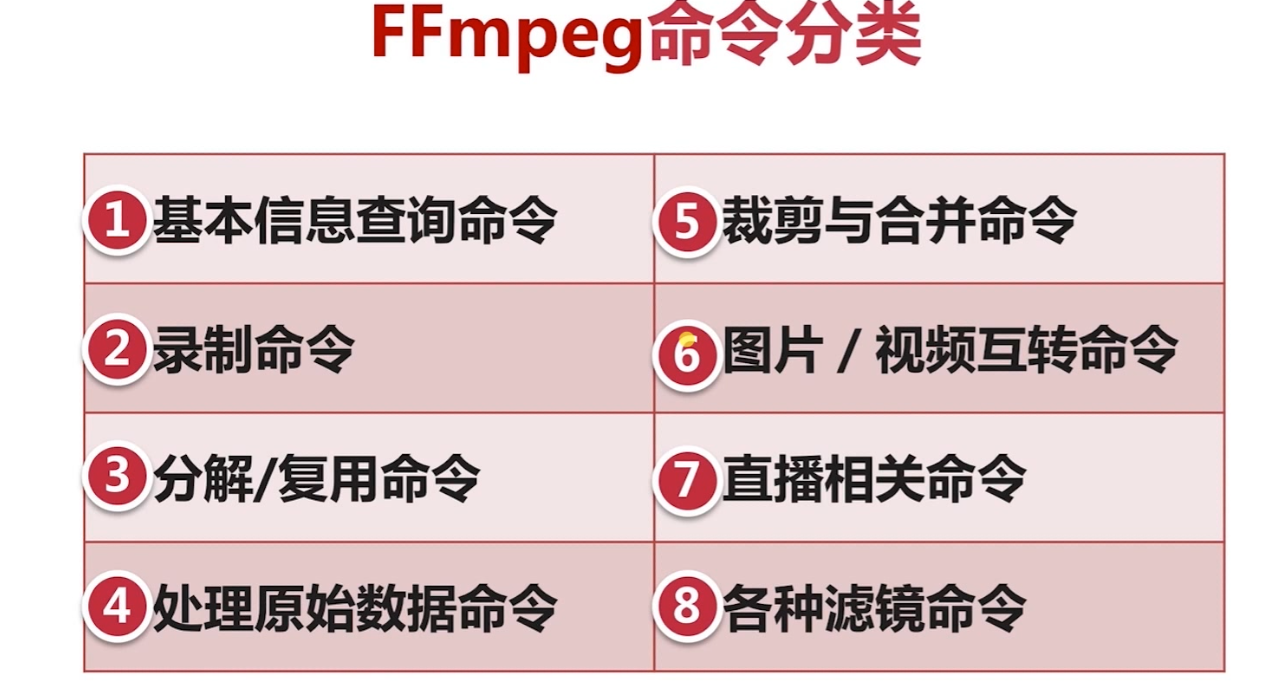 FFmpeg命令分类
1 基本信息查询命令
5 裁剪与合并命令
2 录制命令
6 图片 / 视频互转命令
3 分解/复用命令
7 直播相关命令
4 处理原始数据命令
8 各种滤镜命令